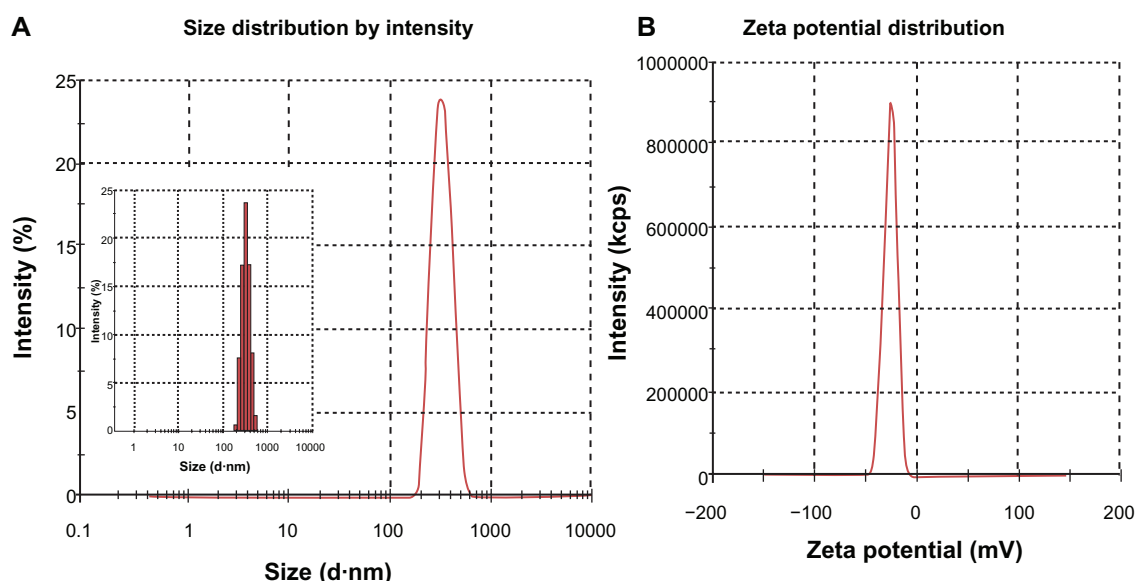 A
Size distribution by intensity
25
20
15
10
5
0
Intensity (%)
0.1 1 10 100 1000 10000
Size (d·nm)
25
20
15
10
5
0
Intensity (%)
1 10 100 1000 10000
Size (d·nm)
B
Zeta potential distribution
1000000
800000
600000
400000
200000
0
Intensity (kcps)
−200 −100 0 100 200
Zeta potential (mV)